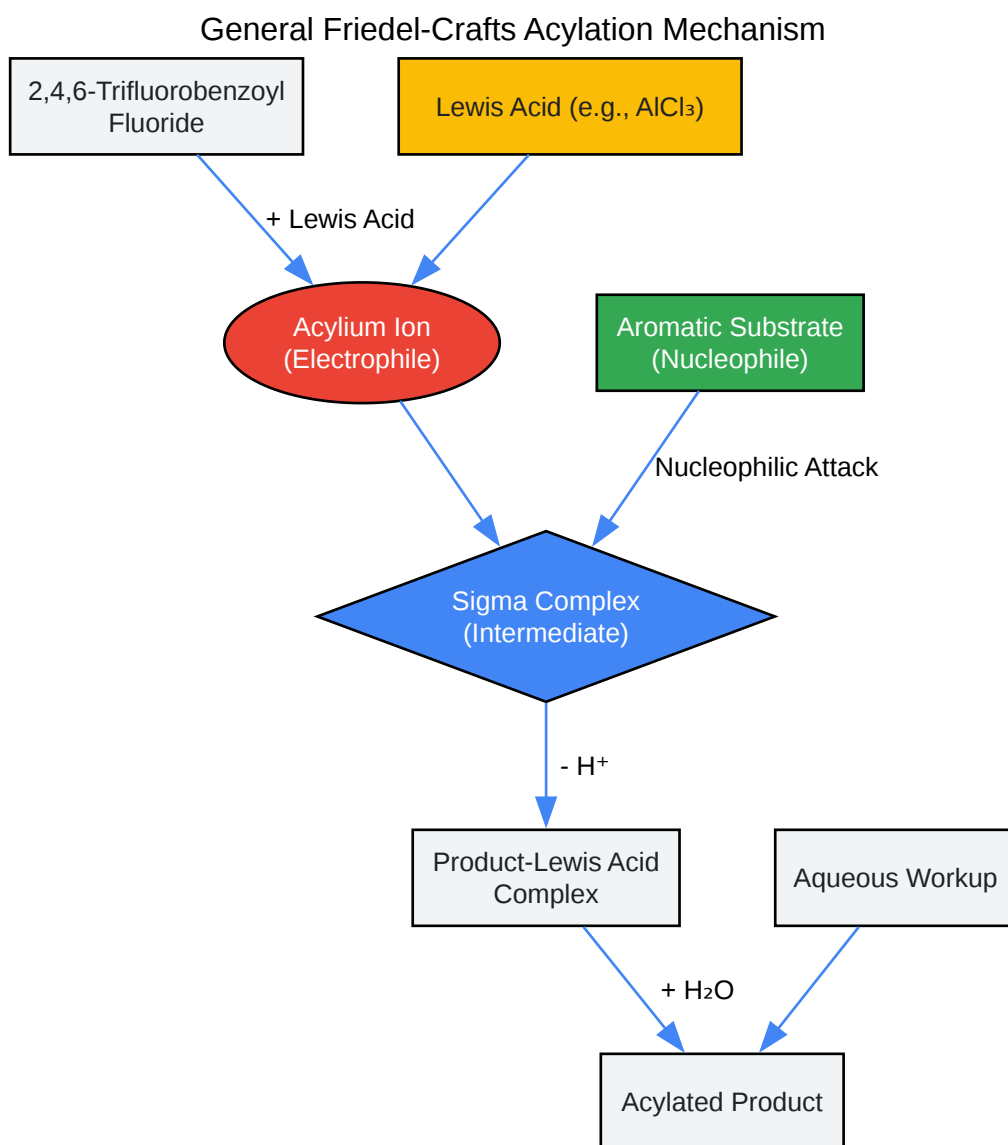 General Friedel-Crafts Acylation Mechanism
2,4,6-Trifluorobenzoyl
Fluoride
Lewis Acid (e.g., AlCl₃)
+ Lewis Acid
Acylium Ion
(Electrophile)
Aromatic Substrate
(Nucleophile)
Nucleophilic Attack
Sigma Complex
(Intermediate)
- H⁺
Product-Lewis Acid
Complex
Aqueous Workup
+ H₂O
Acylated Product